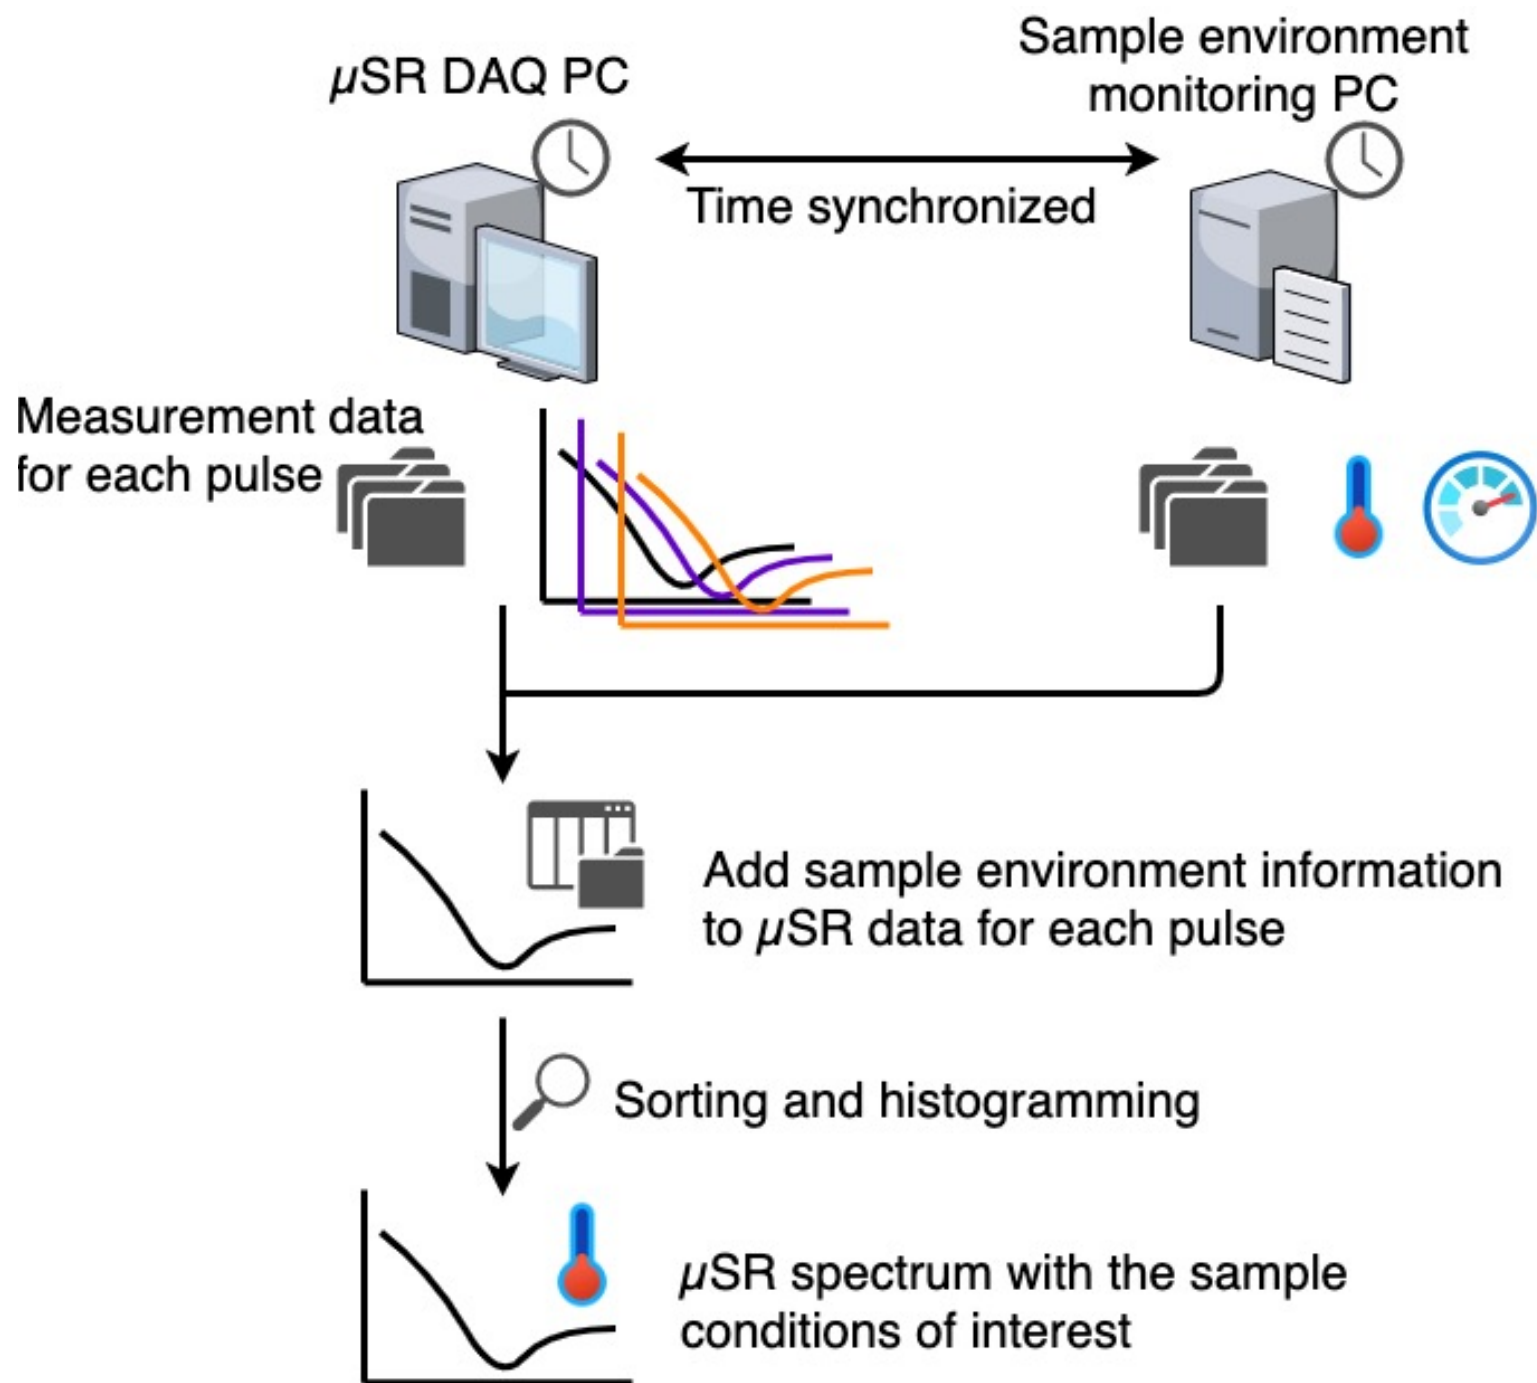 µSR DAQ PC
Sample environment
monitoring PC
Time synchronized
Measurement data
for each pulse
Add sample environment information
to µSR data for each pulse
Sorting and histogramming
µSR spectrum with the sample
conditions of interest